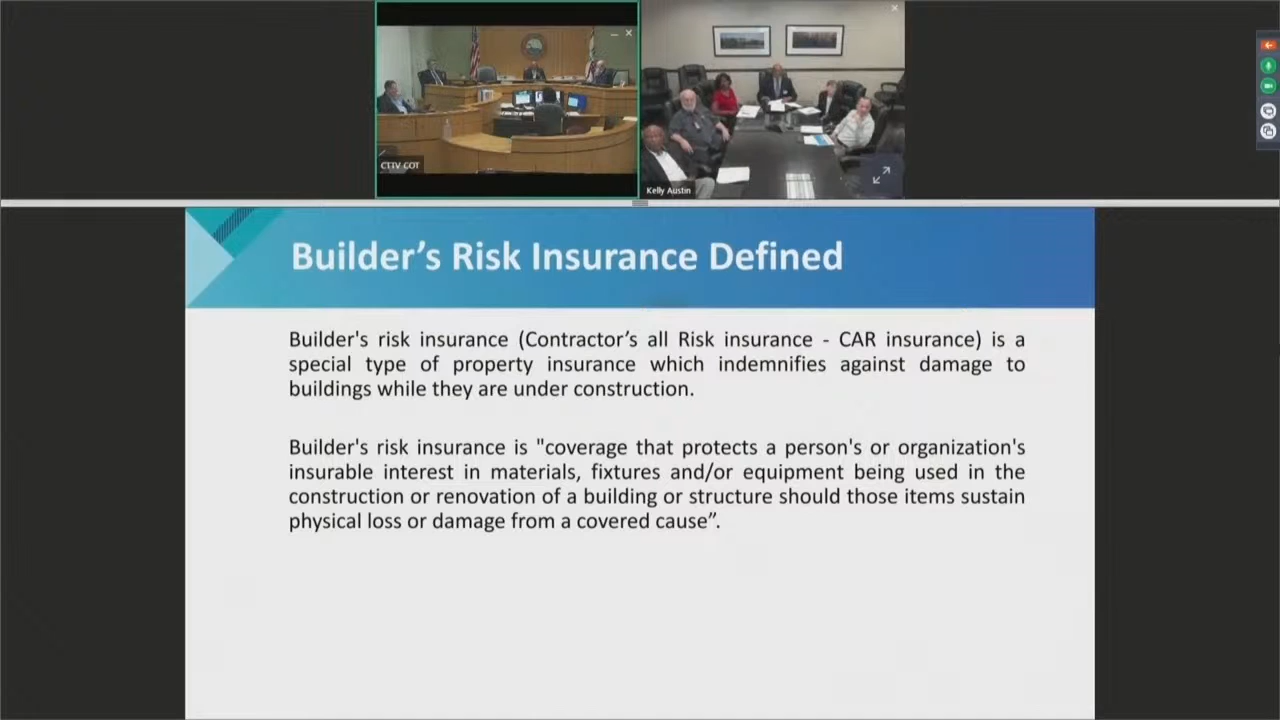 CTTV COT
Kelly Austin
Builder’s Risk Insurance Defined
Builder's risk insurance (Contractor’s all Risk insurance - CAR insurance) is a
special type of property insurance which indemnifies against damage to
buildings while they are under construction.
Builder's risk insurance is "coverage that protects a person's or organization's
insurable interest in materials, fixtures and/or equipment being used in the
construction or renovation of a building or structure should those items sustain
physical loss or damage from a covered cause”.